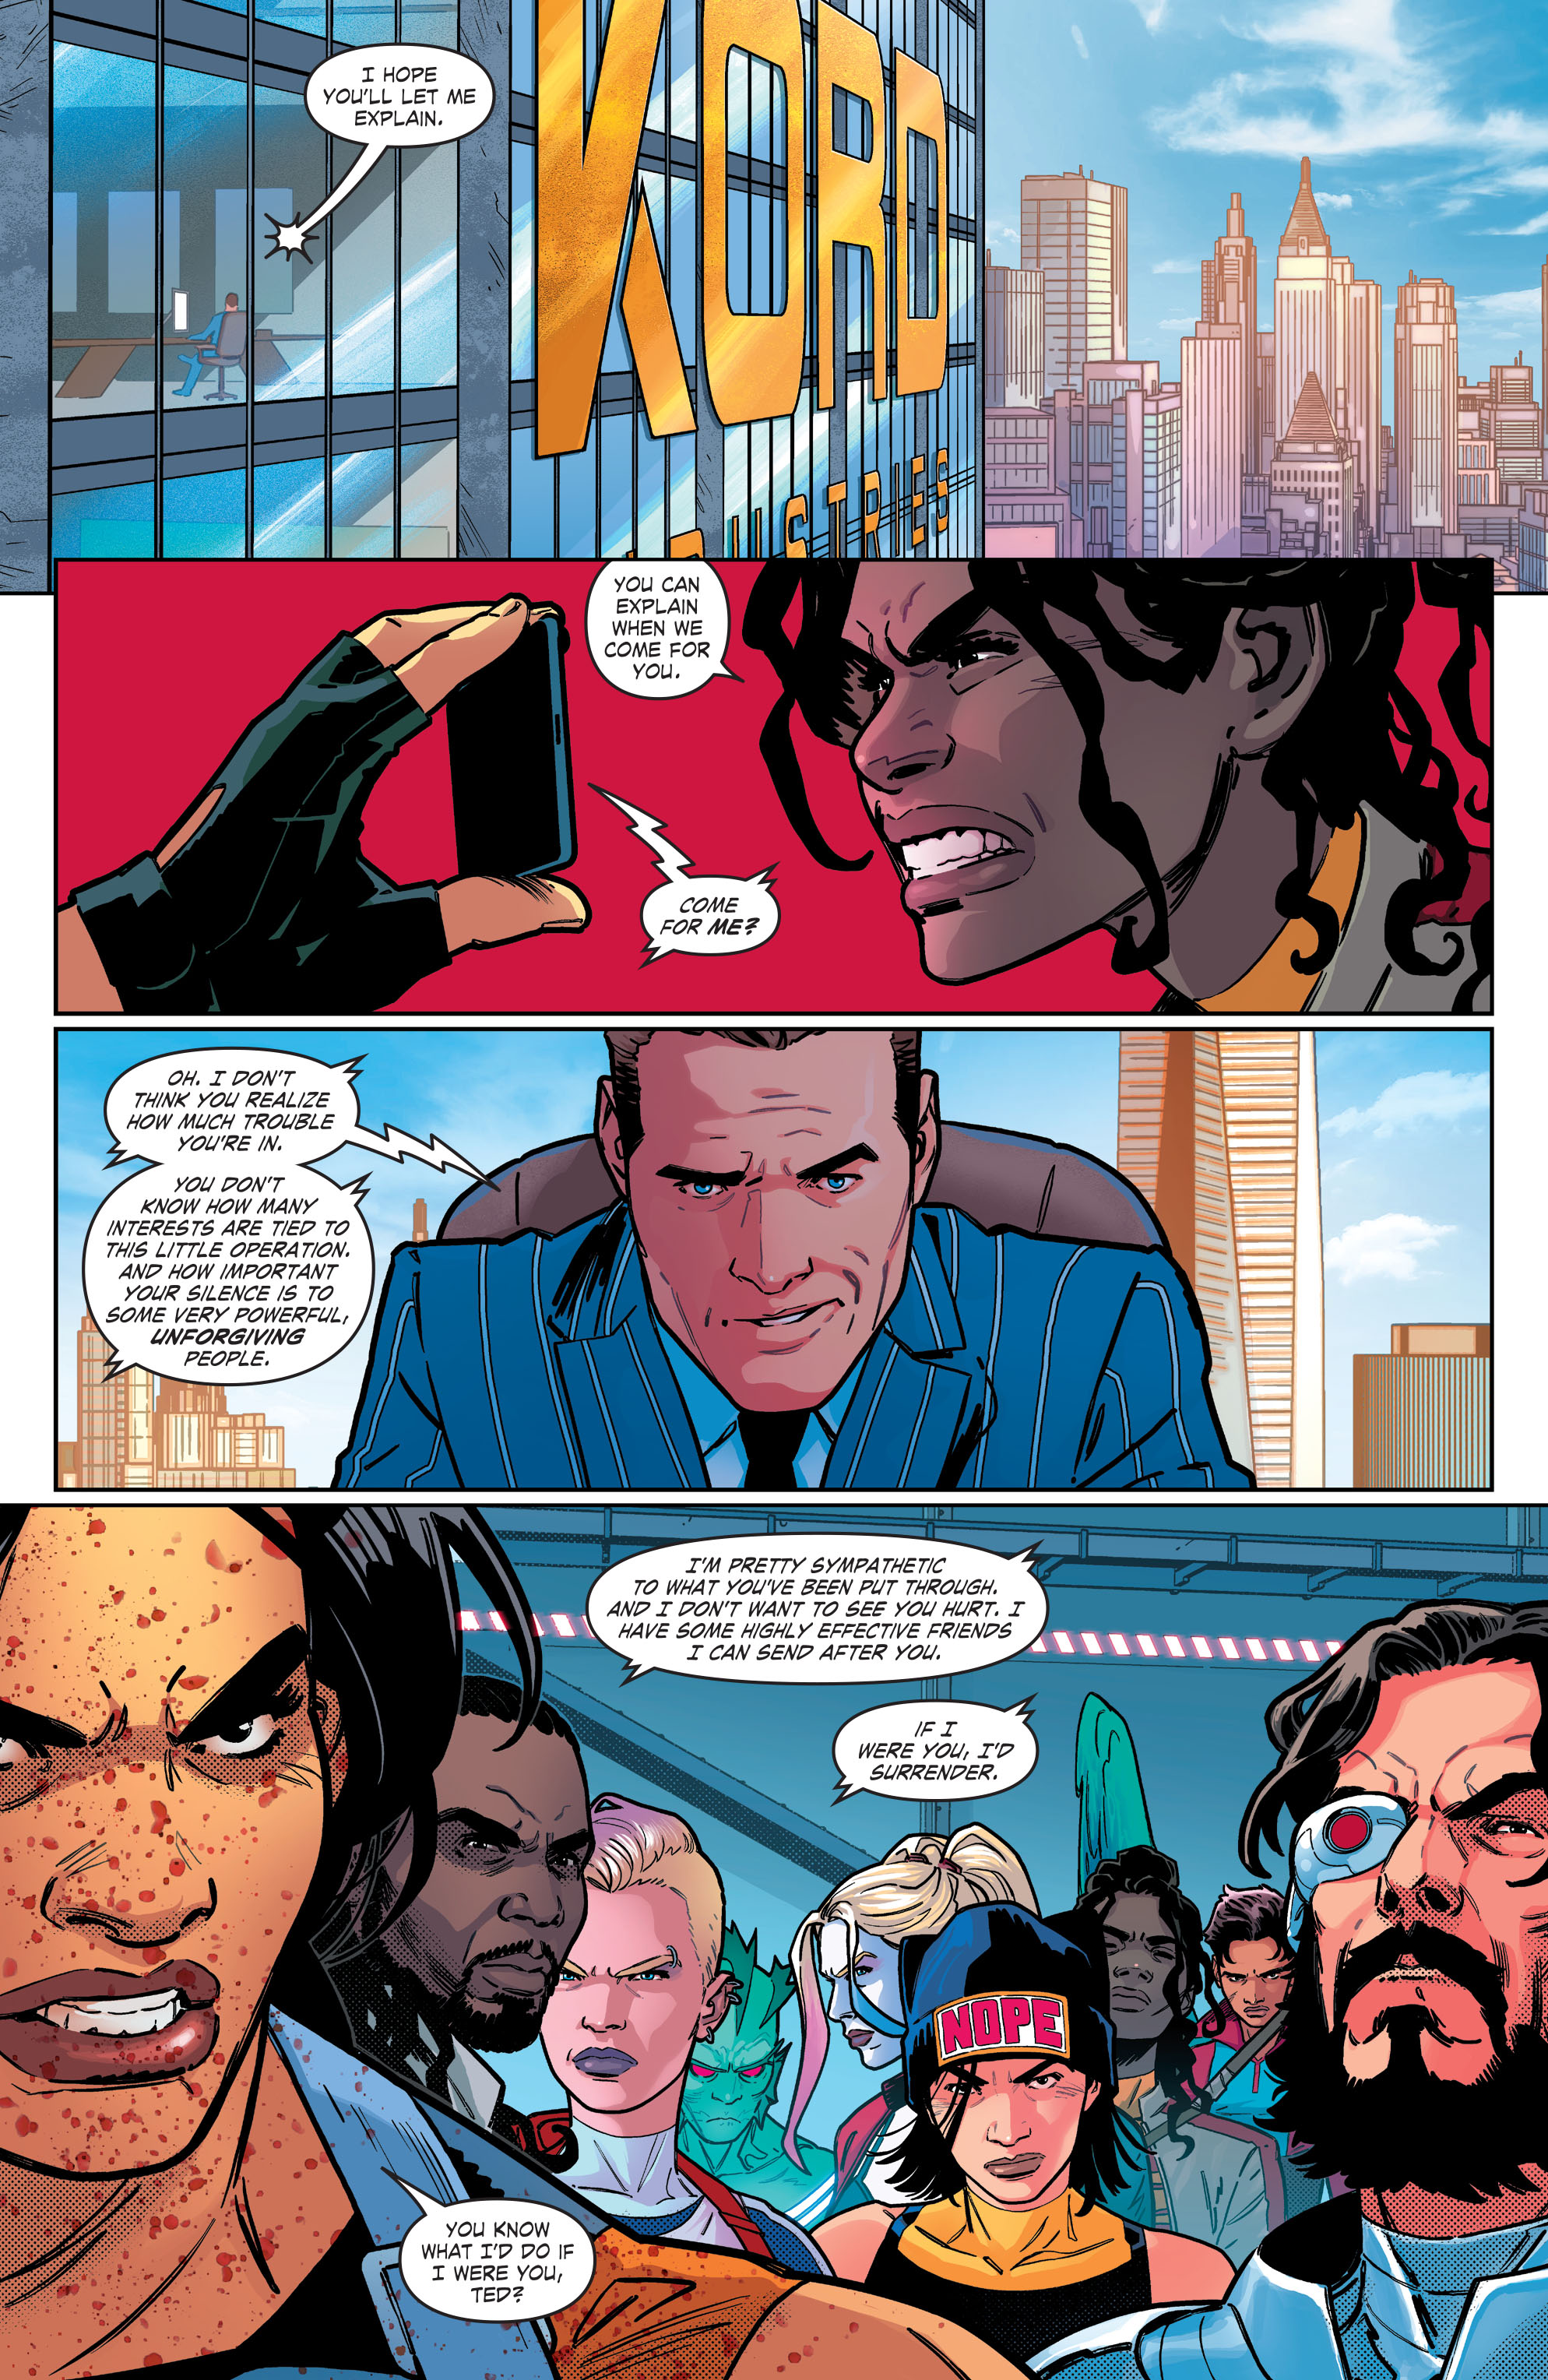 I HOPE
YOU'LL LET ME
EXPLAIN.
KORD
INDUSTRIES
YOU CAN
EXPLAIN
WHEN WE
COME FOR
YOU.
COME
FOR ME?
OH. I DON'T
THINK YOU REALIZE
HOW MUCH TROUBLE
YOU'RE IN.
YOU DON'T
KNOW HOW MANY
INTERESTS ARE TIED TO
THIS LITTLE OPERATION.
AND HOW IMPORTANT
YOUR SILENCE IS TO
SOME VERY POWERFUL,
UNFORGIVING
PEOPLE.
I'M PRETTY SYMPATHETIC
TO WHAT YOU'VE BEEN PUT THROUGH.
AND I DON'T WANT TO SEE YOU HURT. I
HAVE SOME HIGHLY EFFECTIVE FRIENDS
I CAN SEND AFTER YOU.
IF I
WERE YOU, I'D
SURRENDER.
NOPE
YOU KNOW
WHAT I'D DO IF
I WERE YOU,
TED?